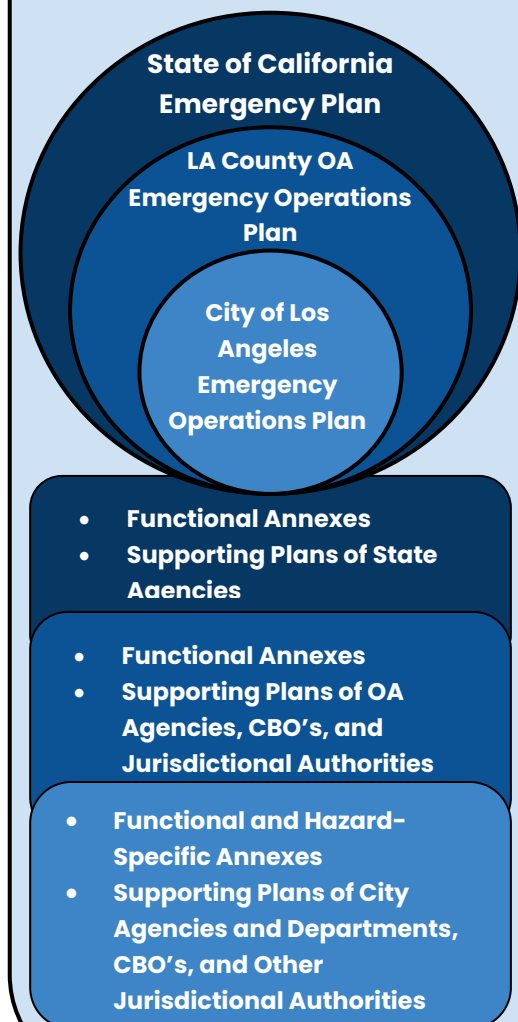 State of California
Emergency Plan
LA County OA
Emergency Operations
Plan
City of Los
Angeles
Emergency
Operations Plan
• Functional Annexes
• Supporting Plans of State
Agencies
• Functional Annexes
• Supporting Plans of OA
Agencies, CBO’s, and
Jurisdictional Authorities
• Functional and Hazard-
Specific Annexes
• Supporting Plans of City
Agencies and Departments,
CBO’s, and Other
Jurisdictional Authorities